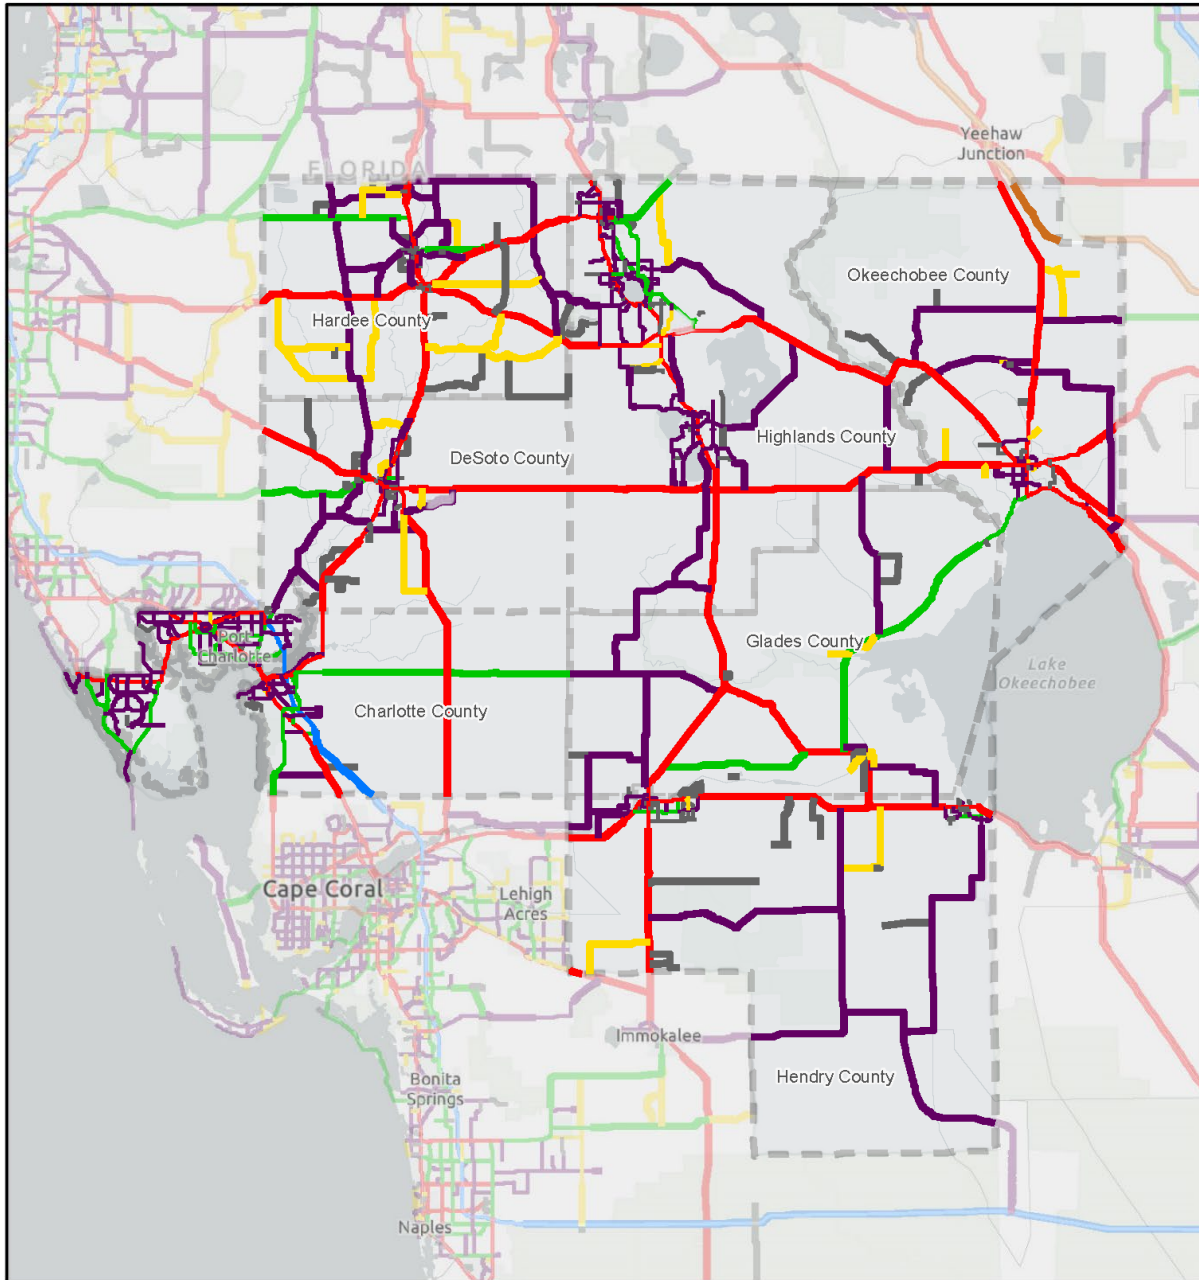 Yeehaw
Junction
FLORIDA
Okeechobee County
Hardee County
Highlands County
DeSoto County
Port
Charlotte
Glades County
Lake
Okeechobee
Charlotte County
Cape Coral
Lehigh
Acres
Immokalee
Bonita
Springs
Hendry County
Naples